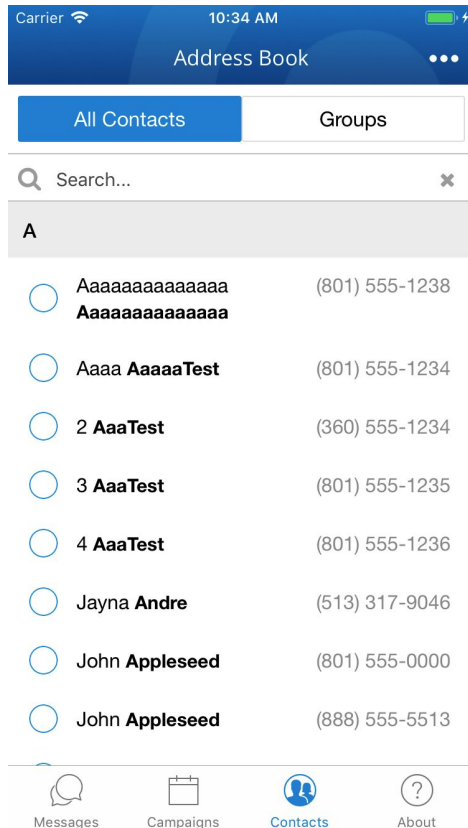 Carrier 10:34 AM
Address Book
All Contacts Groups
Search...
A
Aaaaaaaaaaaaaa (801) 555-1238
Aaaaaaaaaaaaaa
Aaaa AaaaaTest (801) 555-1234
2 AaaTest (360) 555-1234
3 AaaTest (801) 555-1235
4 AaaTest (801) 555-1236
Jayna Andre (513) 317-9046
John Appleseed (801) 555-0000
John Appleseed (888) 555-5513
Messages Campaigns Contacts About